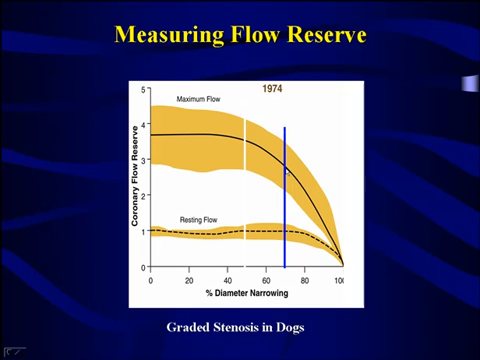 Measuring Flow Reserve
1974
5
Maximum Flow
4
3
2
Resting Flow
1
0
Coronary Flow Reserve
0 20 40 60 80 100
% Diameter Narrowing
Graded Stenosis in Dogs